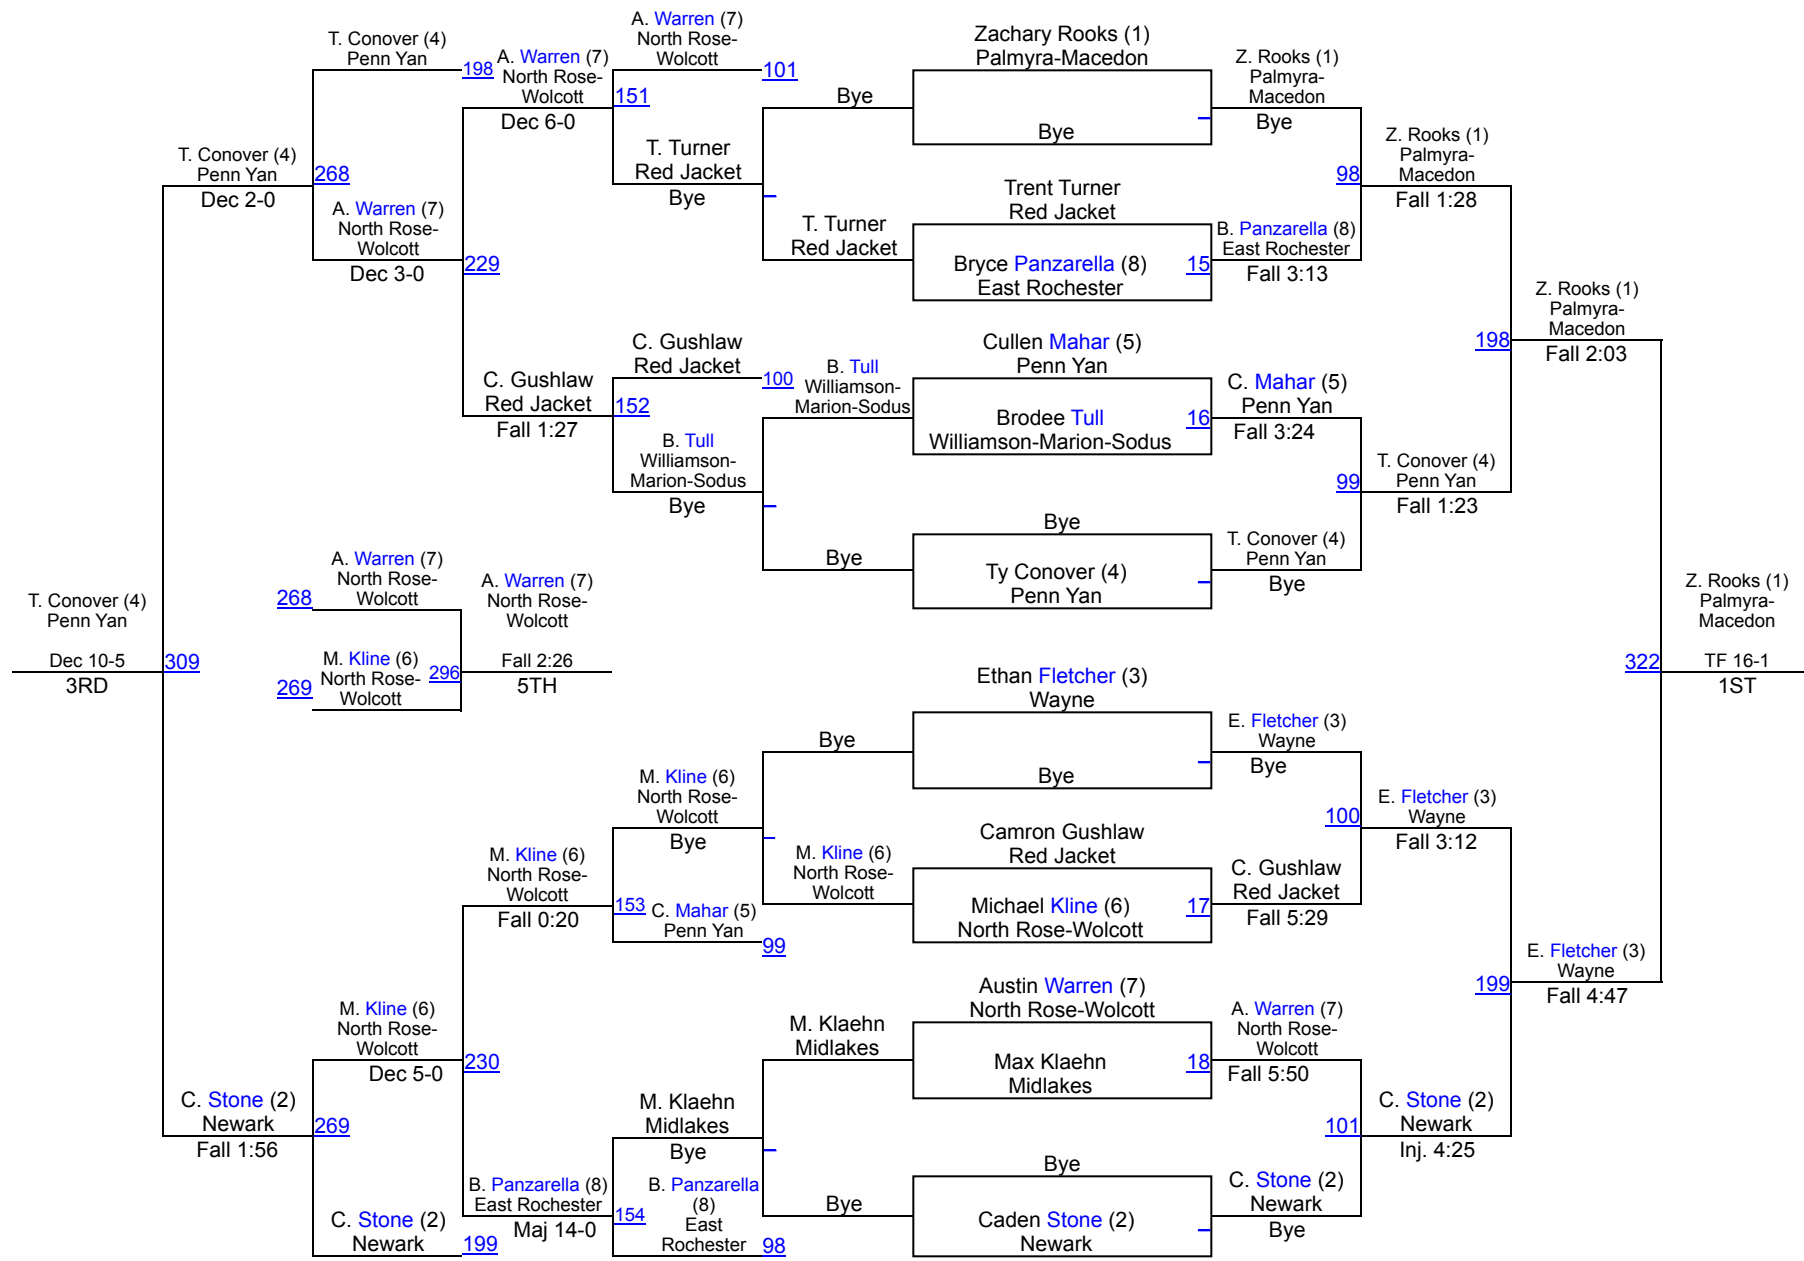 T. Conover (4)
Penn Yan
198
A. Warren (7)
North Rose-
Wolcott
Dec 6-0
A. Warren (7)
North Rose-
Wolcott
101
151
T. Turner
Red Jacket
Bye
Bye
T. Turner
Red Jacket
Zachary Rooks (1)
Palmyra-Macedon
Bye
Z. Rooks (1)
Palmyra-
Macedon
Bye
Trent Turner
Red Jacket
Bryce Panzarella (8)
East Rochester
15
B. Panzarella (8)
East Rochester
Fall 3:13
98
Z. Rooks (1)
Palmyra-
Macedon
Fall 1:28
T. Conover (4)
Penn Yan
Dec 2-0
268
A. Warren (7)
North Rose-
Wolcott
Dec 3-0
229
C. Gushlaw
Red Jacket
Fall 1:27
C. Gushlaw
Red Jacket
100
152
B. Tull
Williamson-
Marion-Sodus
Bye
B. Tull
Williamson-
Marion-Sodus
Bye
Cullen Mahar (5)
Penn Yan
Brodee Tull
Williamson-Marion-Sodus
16
C. Mahar (5)
Penn Yan
Fall 3:24
Bye
Ty Conover (4)
Penn Yan
T. Conover (4)
Penn Yan
Bye
99
T. Conover (4)
Penn Yan
Fall 1:23
198
Z. Rooks (1)
Palmyra-
Macedon
Fall 2:03
T. Conover (4)
Penn Yan
Dec 10-5
3RD
309
A. Warren (7)
North Rose-
Wolcott
268
M. Kline (6)
North Rose-
Wolcott
269
296
A. Warren (7)
North Rose-
Wolcott
Fall 2:26
5TH
322
Z. Rooks (1)
Palmyra-
Macedon
TF 16-1
1ST
Bye
M. Kline (6)
North Rose-
Wolcott
Ethan Fletcher (3)
Wayne
Bye
E. Fletcher (3)
Wayne
Bye
Camron Gushlaw
Red Jacket
Michael Kline (6)
North Rose-Wolcott
17
C. Gushlaw
Red Jacket
Fall 5:29
100
E. Fletcher (3)
Wayne
Fall 3:12
M. Kline (6)
North Rose-
Wolcott
Bye
M. Kline (6)
North Rose-
Wolcott
Fall 0:20
153
C. Mahar (5)
Penn Yan
99
M. Kline (6)
North Rose-
Wolcott
Dec 5-0
230
C. Stone (2)
Newark
Fall 1:56
269
C. Stone (2)
Newark
199
B. Panzarella (8)
East Rochester
Maj 14-0
M. Klaehn
Midlakes
Bye
154
B. Panzarella
(8)
East
Rochester
98
M. Klaehn
Midlakes
Bye
Austin Warren (7)
North Rose-Wolcott
Max Klaehn
Midlakes
18
A. Warren (7)
North Rose-
Wolcott
Fall 5:50
Bye
Caden Stone (2)
Newark
C. Stone (2)
Newark
Bye
101
C. Stone (2)
Newark
Inj. 4:25
199
E. Fletcher (3)
Wayne
Fall 4:47